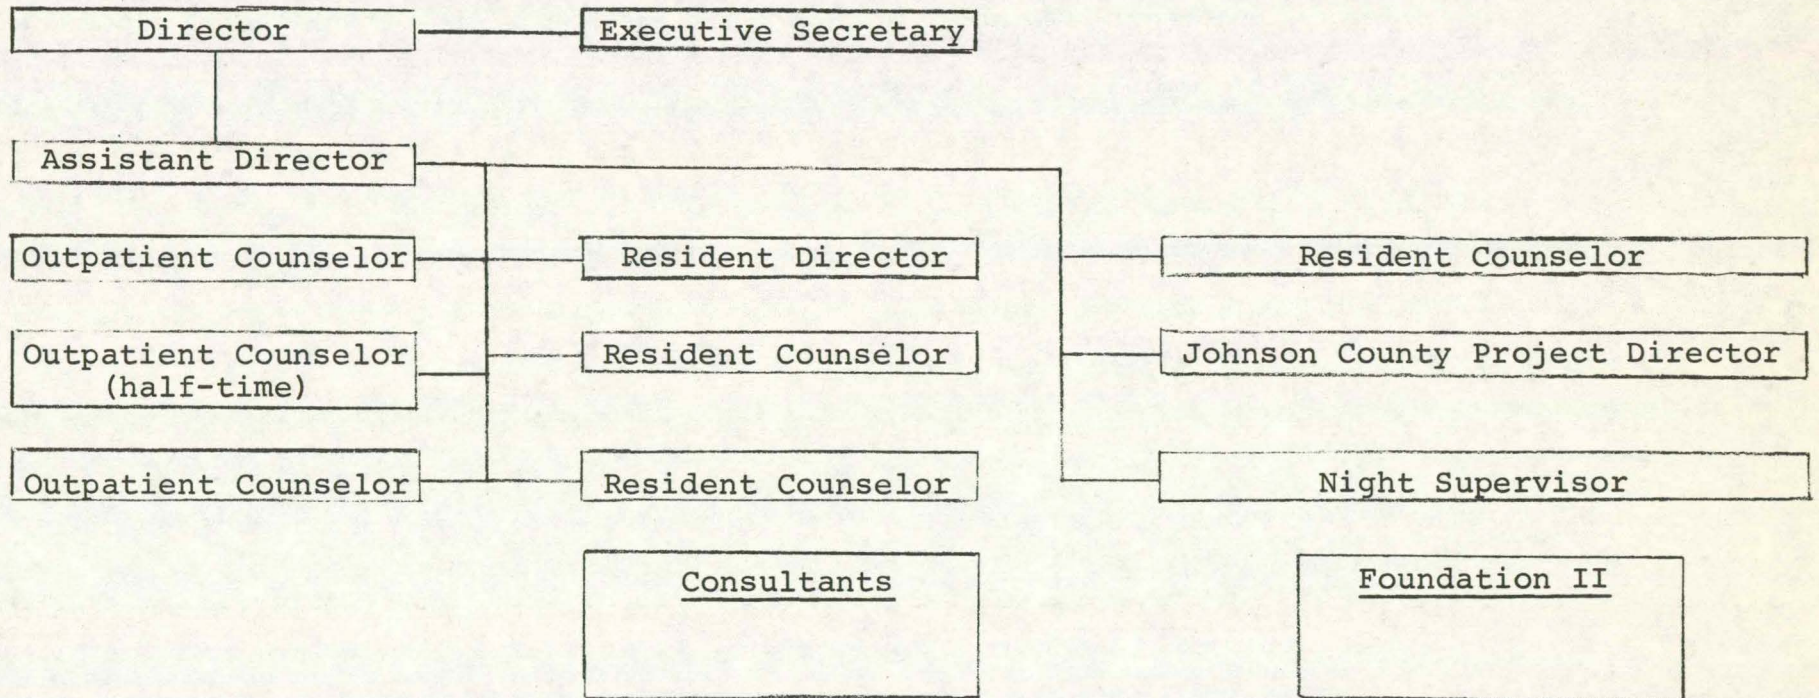 Director
Executive Secretary
Assistant Director
Outpatient Counselor
Resident Director
Resident Counselor
Outpatient Counselor
(half-time)
Resident Counselor
Johnson County Project Director
Outpatient Counselor
Resident Counselor
Night Supervisor
Consultants
Foundation II